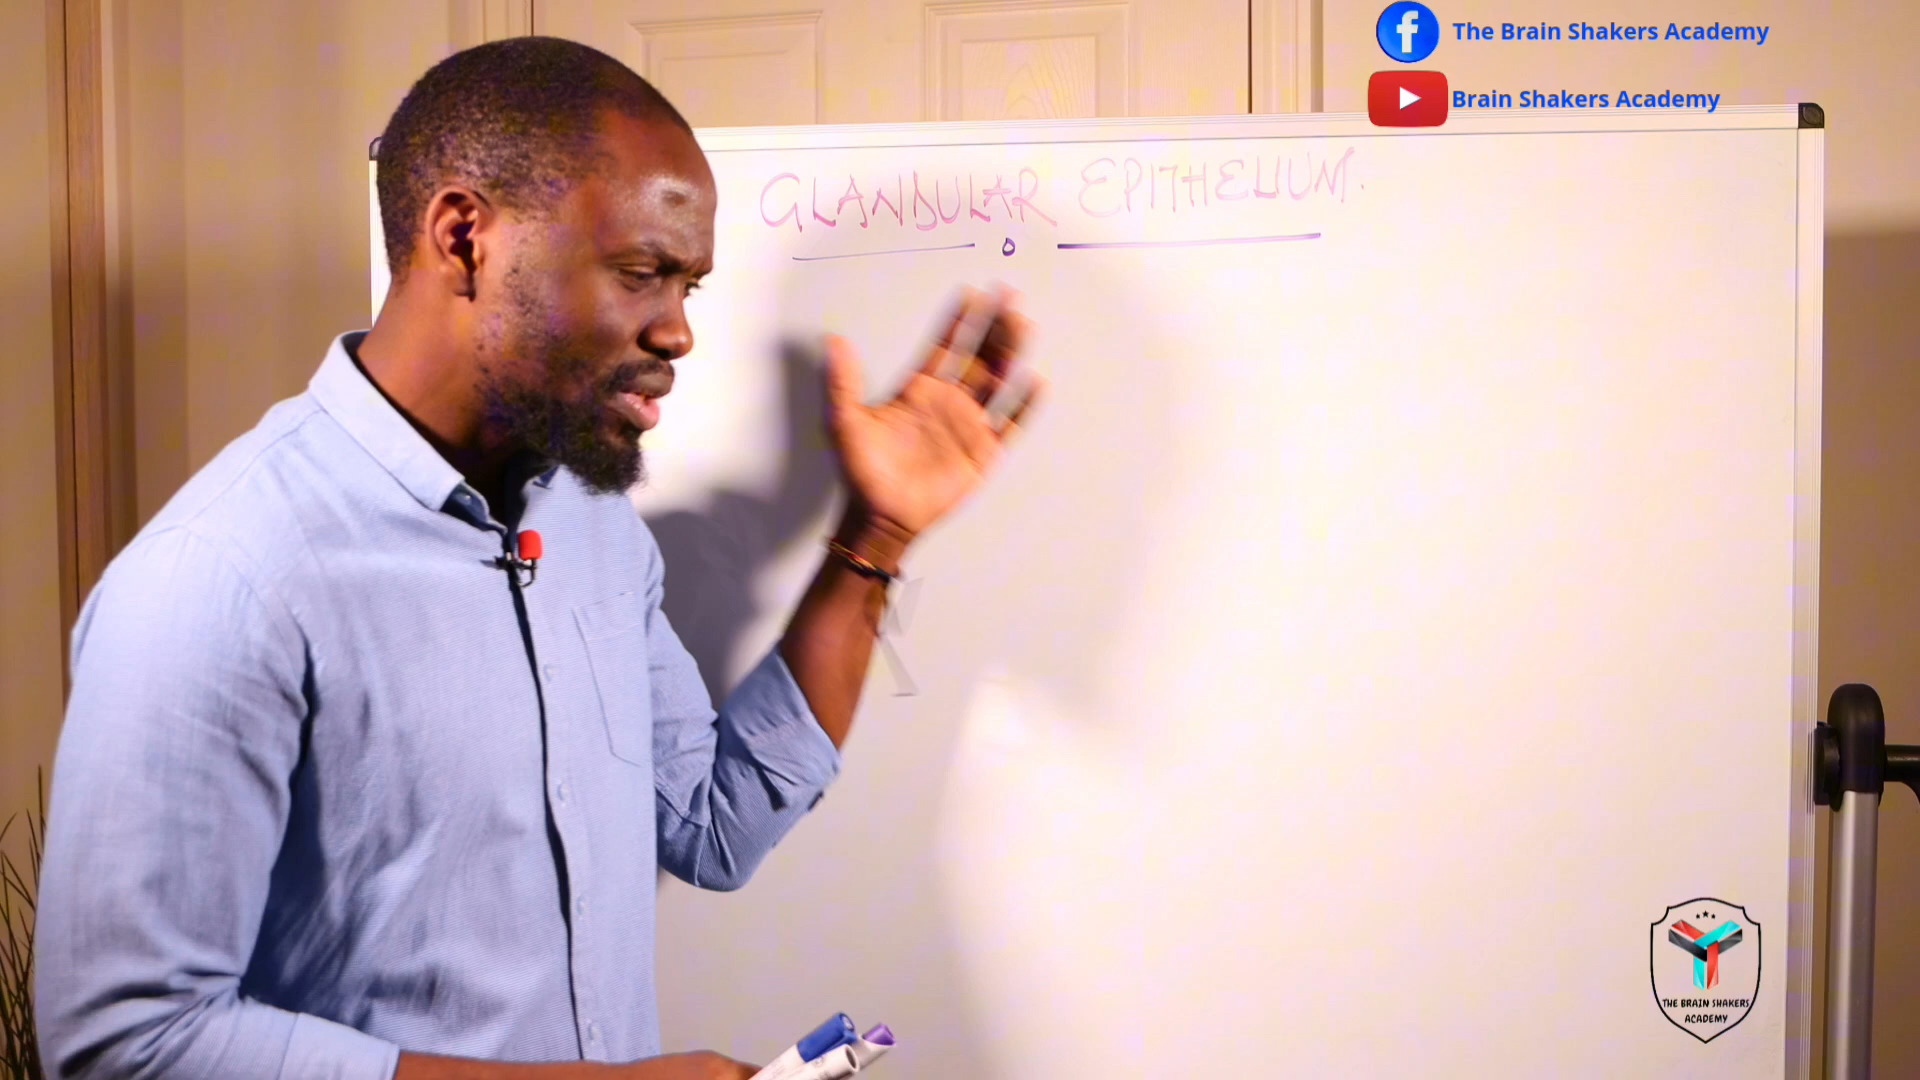 The Brain Shakers Academy
Brain Shakers Academy
GLANDULAR EPITHELIUM.
THE BRAIN SHAKERS
ACADEMY